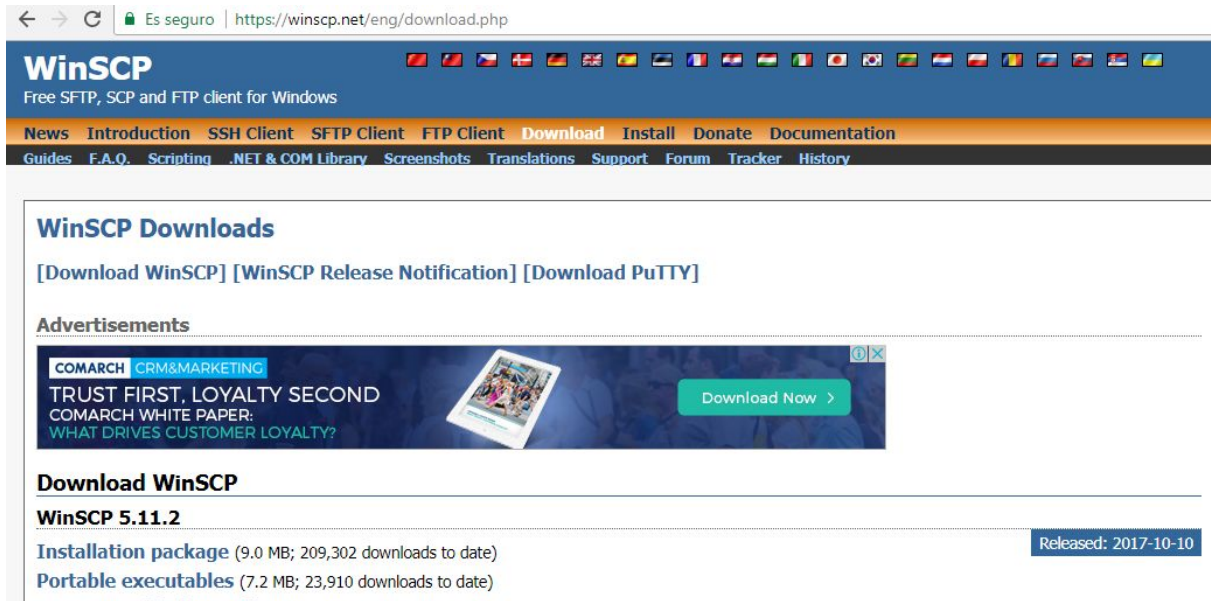 Es seguro | https://winscp.net/eng/download.php
WinSCP
Free SFTP, SCP and FTP client for Windows
News Introduction SSH Client SFTP Client FTP Client Download Install Donate Documentation
Guides F.A.Q. Scripting .NET & COM Library Screenshots Translations Support Forum Tracker History
WinSCP Downloads
[Download WinSCP] [WinSCP Release Notification] [Download PuTTY]
Advertisements
COMARCH CRM&MARKETING
TRUST FIRST, LOYALTY SECOND
COMARCH WHITE PAPER:
WHAT DRIVES CUSTOMER LOYALTY?
Download Now >
Download WinSCP
WinSCP 5.11.2
Released: 2017-10-10
Installation package (9.0 MB; 209,302 downloads to date)
Portable executables (7.2 MB; 23,910 downloads to date)